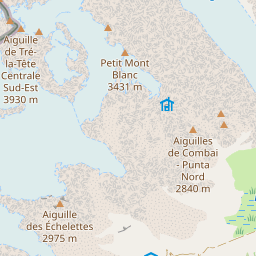 Aiguille
de Tré-
la-Tête
Centrale
Sud-Est
3930 m
Petit Mont
Blanc
3431 m
Aiguilles
de Combai
- Punta
Nord
2840 m
Aiguille
des Échelettes
2975 m